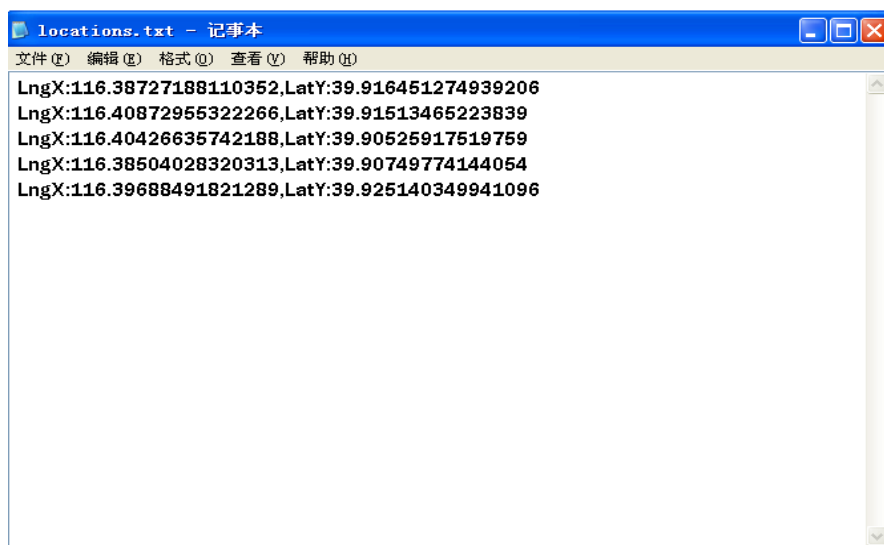 locations.txt - 记事本
文件(F) 编辑(E) 格式(O) 查看(V) 帮助(H)
LngX:116.38727188110352,LatY:39.916451274939206
LngX:116.40872955322266,LatY:39.91513465223839
LngX:116.40426635742188,LatY:39.90525917519759
LngX:116.38504028320313,LatY:39.90749774144054
LngX:116.39688491821289,LatY:39.925140349941096